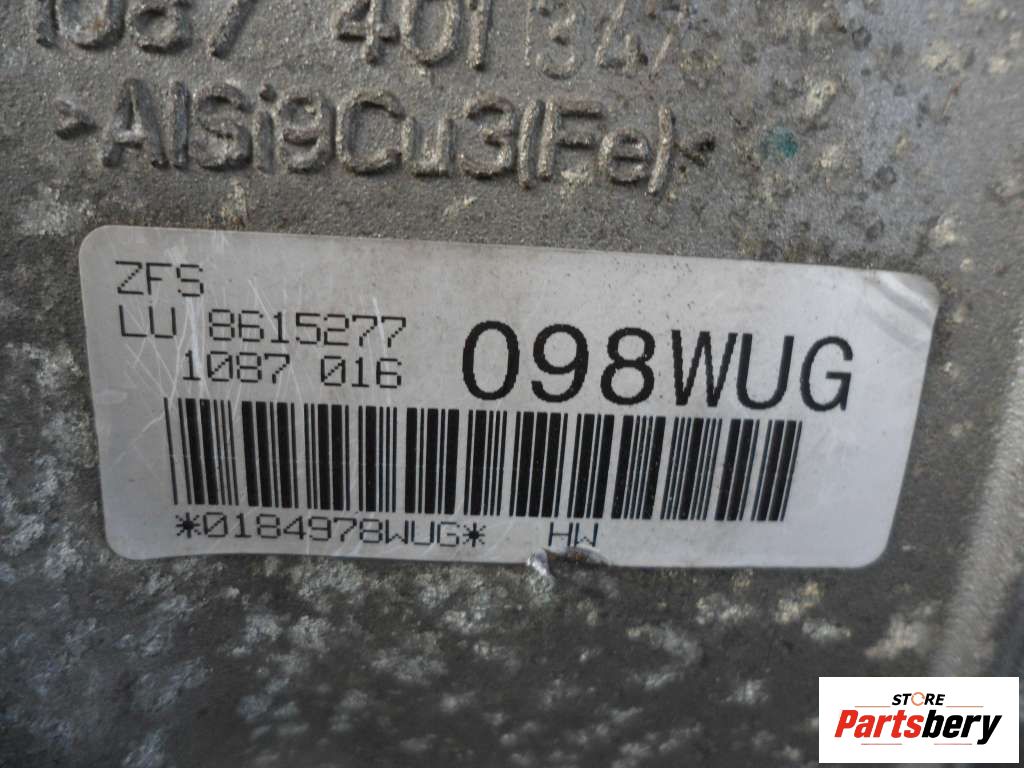 1087 401 347
>AlSi9Cu3(Fe)<
ZFS
LU 8615277
1087 016
098WUG
*0184978WUG* HW
STORE
Partsbery